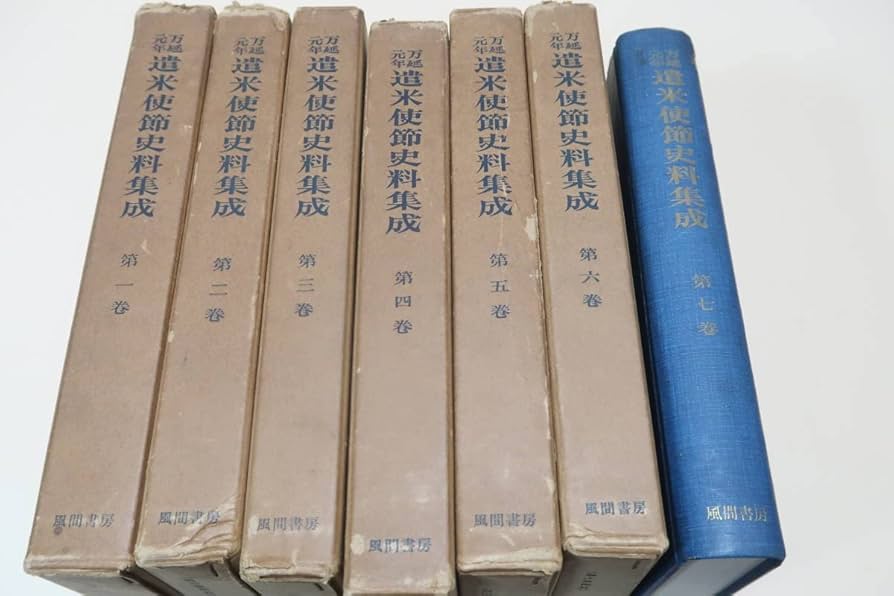 万延元年
遣米使節史料集成
第一巻
風間書房
万延元年
遣米使節史料集成
第二巻
風間書房
万延元年
遣米使節史料集成
第三巻
風間書房
万延元年
遣米使節史料集成
第四巻
風間書房
万延元年
遣米使節史料集成
第五巻
風間書房
万延元年
遣米使節史料集成
第六巻
風間書房
万延元年
遣米使節史料集成
第七巻
風間書房